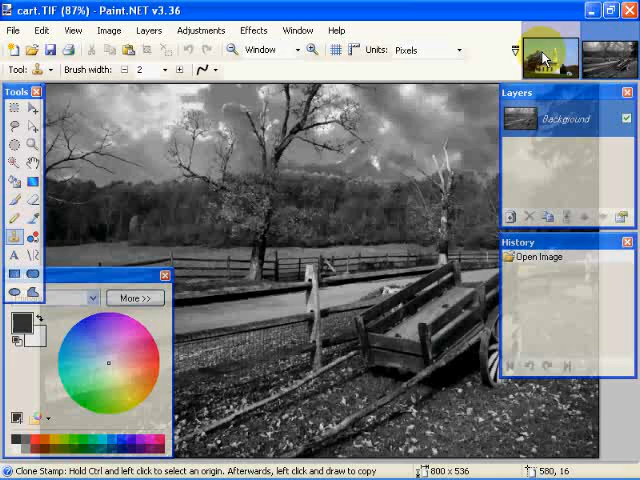 cart.TIF (87%) - Paint.NET v3.36
File Edit View Image Layers Adjustments Effects Window Help
Window Units: Pixels
Tool: Brush width: 2
Tools
Layers
Background
History
Open Image
More >>
Clone Stamp: Hold Ctrl and left click to select an origin. Afterwards, left click and draw to copy
800 x 536
580, 16